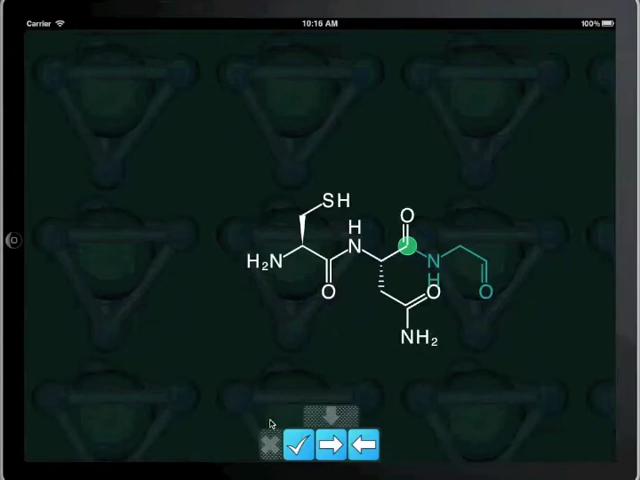 Carrier 10:16 AM 100%
SH
H O
N
H₂N N
H
O O O
NH₂